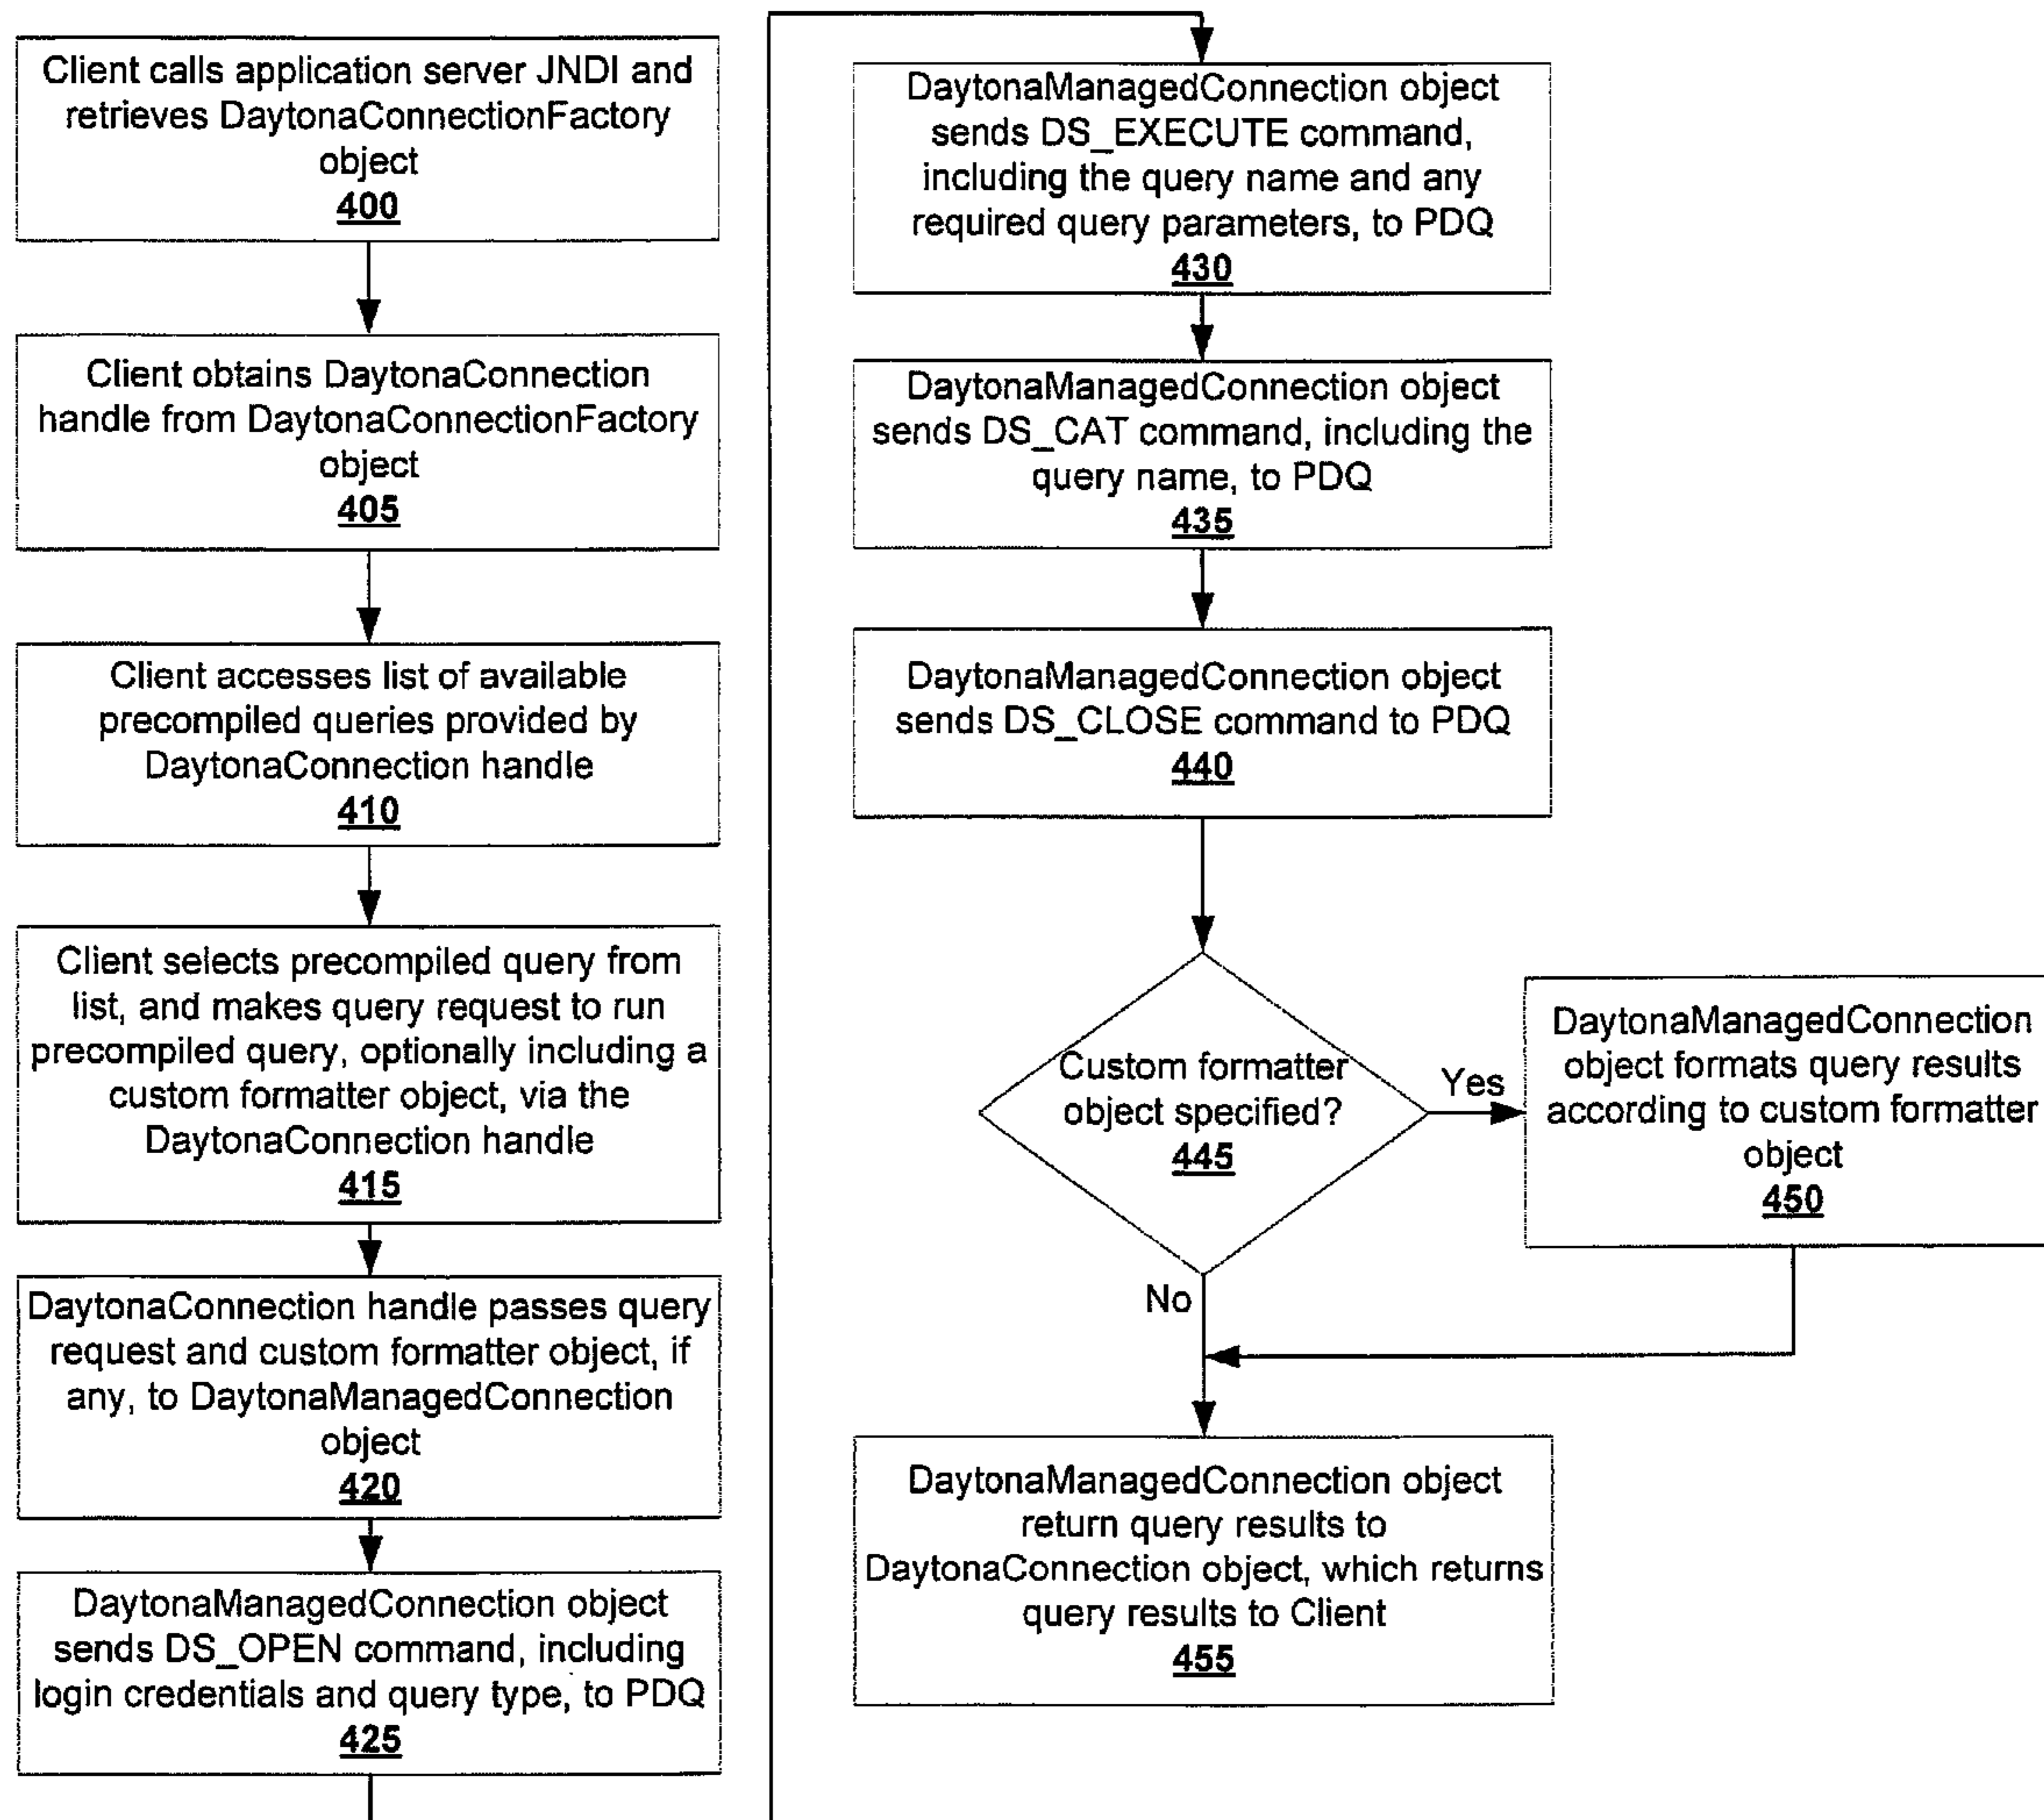 Client calls application server JNDI and
retrieves DaytonaConnectionFactory
object
400
Client obtains DaytonaConnection
handle from DaytonaConnectionFactory
object
405
Client accesses list of available
precompiled queries provided by
DaytonaConnection handle
410
Client selects precompiled query from
list, and makes query request to run
precompiled query, optionally including a
custom formatter object, via the
DaytonaConnection handle
415
DaytonaConnection handle passes query
request and custom formatter object, if
any, to DaytonaManagedConnection
object
420
DaytonaManagedConnection object
sends DS_OPEN command, including
login credentials and query type, to PDQ
425
DaytonaManagedConnection object
sends DS_EXECUTE command,
including the query name and any
required query parameters, to PDQ
430
DaytonaManagedConnection object
sends DS_CAT command, including the
query name, to PDQ
435
DaytonaManagedConnection object
sends DS_CLOSE command to PDQ
440
Custom formatter
object specified?
445
Yes
DaytonaManagedConnection
object formats query results
according to custom formatter
object
450
No
DaytonaManagedConnection object
return query results to
DaytonaConnection object, which returns
query results to Client
455